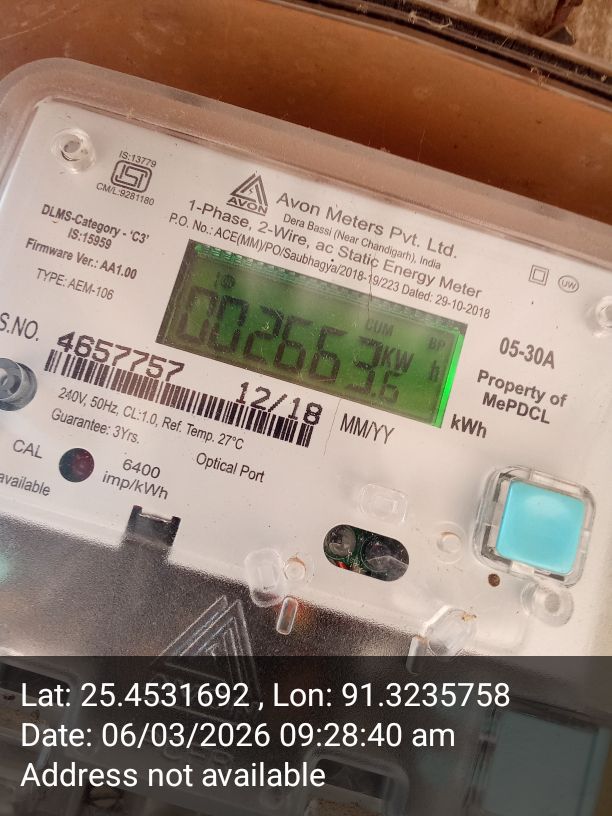 IS:13779
CM/L:9281180
AVON
Avon Meters Pvt. Ltd.
Dera Bassi (Near Chandigarh), India
1-Phase, 2-Wire, ac Static Energy Meter
P.O. No.: ACE(MM)/PO/Saubhagya/2018-19/223 Dated: 29-10-2018
DLMS-Category - 'C3'
IS:15959
Firmware Ver.: AA1.00
TYPE: AEM-106
UW
CUM BP
002663.6 KW h
05-30A
Property of
MePDCL
kWh
S.NO. 4657757 12/18
MM/YY
240V, 50Hz, CL:1.0, Ref. Temp. 27°C
Guarantee: 3Yrs.
Optical Port
CAL
6400
imp/kWh
available
Lat: 25.4531692 , Lon: 91.3235758
Date: 06/03/2026 09:28:40 am
Address not available